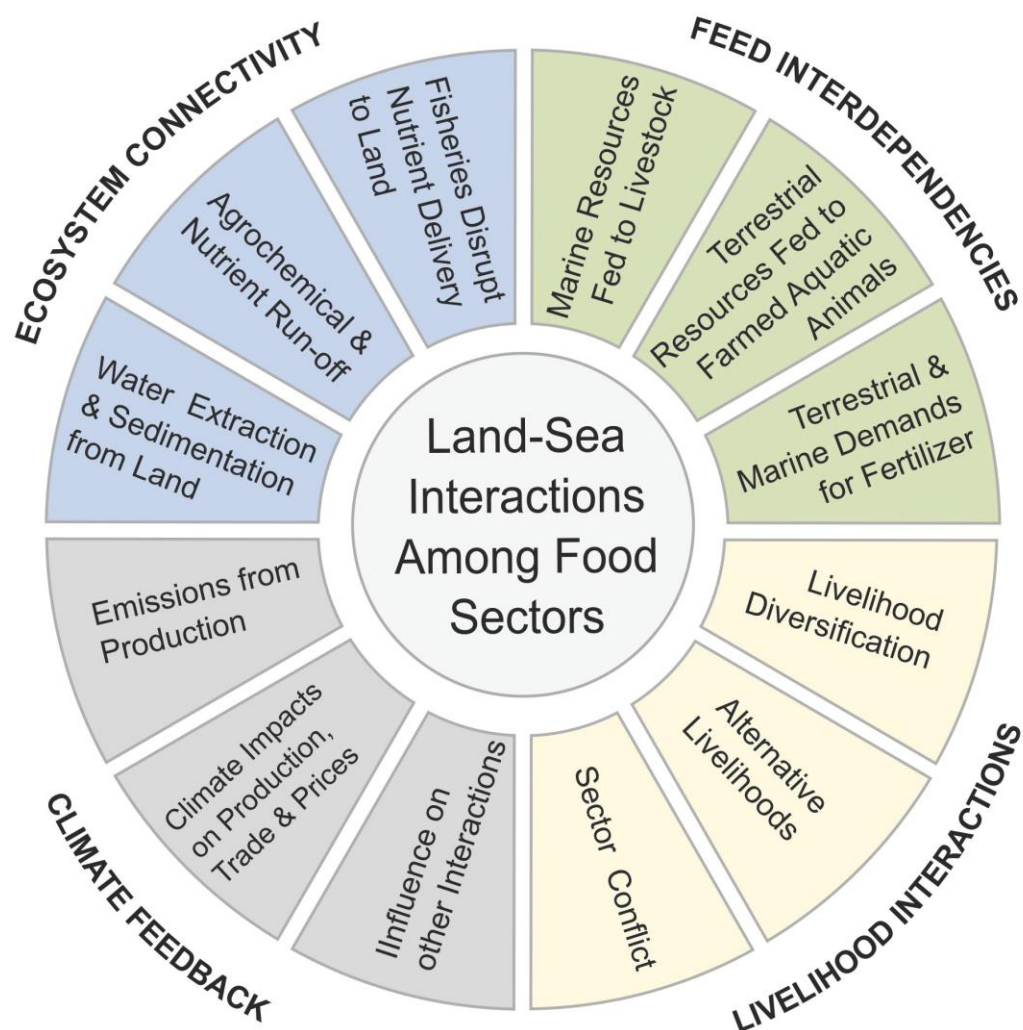 ECOSYSTEM CONNECTIVITY
Water Extraction
& Sedimentation
from Land
Agrochemical &
Nutrient Run-off
Fisheries Disrupt
Nutrient Delivery
to Land
FEED INTERDEPENDENCIES
Marine Resources
Fed to Livestock
Terrestrial
Resources Fed to
Farmed Aquatic
Animals
Terrestrial &
Marine Demands
for Fertilizer
Land-Sea
Interactions
Among Food
Sectors
LIVELIHOOD INTERACTIONS
Livelihood
Diversification
Alternative
Livelihoods
Sector Conflict
CLIMATE FEEDBACK
Emissions from
Production
Climate Impacts
on Production,
Trade & Prices
IInfluence on
other Interactions